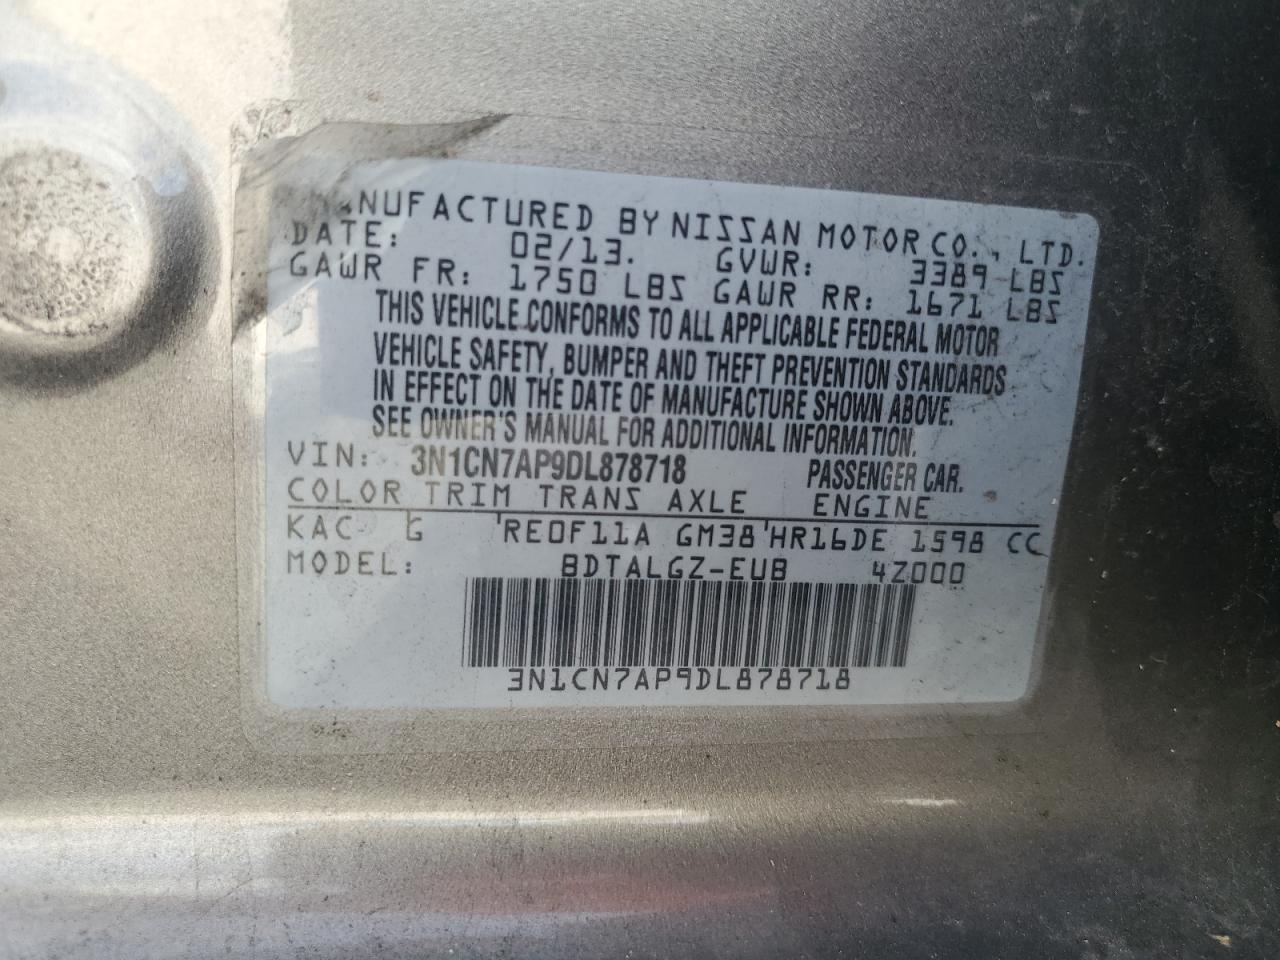 MANUFACTURED BY NISSAN MOTOR CO., LTD.
DATE: 02/13. GVWR: 3389 LBS
GAWR FR: 1750 LBS GAWR RR: 1671 LBS
THIS VEHICLE CONFORMS TO ALL APPLICABLE FEDERAL MOTOR
VEHICLE SAFETY, BUMPER AND THEFT PREVENTION STANDARDS
IN EFFECT ON THE DATE OF MANUFACTURE SHOWN ABOVE.
SEE OWNER'S MANUAL FOR ADDITIONAL INFORMATION.
VIN: 3N1CN7AP9DL878718 PASSENGER CAR.
COLOR TRIM TRANS AXLE ENGINE
KAC G RE0F11A GM38 HR16DE 1598 CC
MODEL: BDTALGZ-EUB 4Z000
3N1CN7AP9DL878718